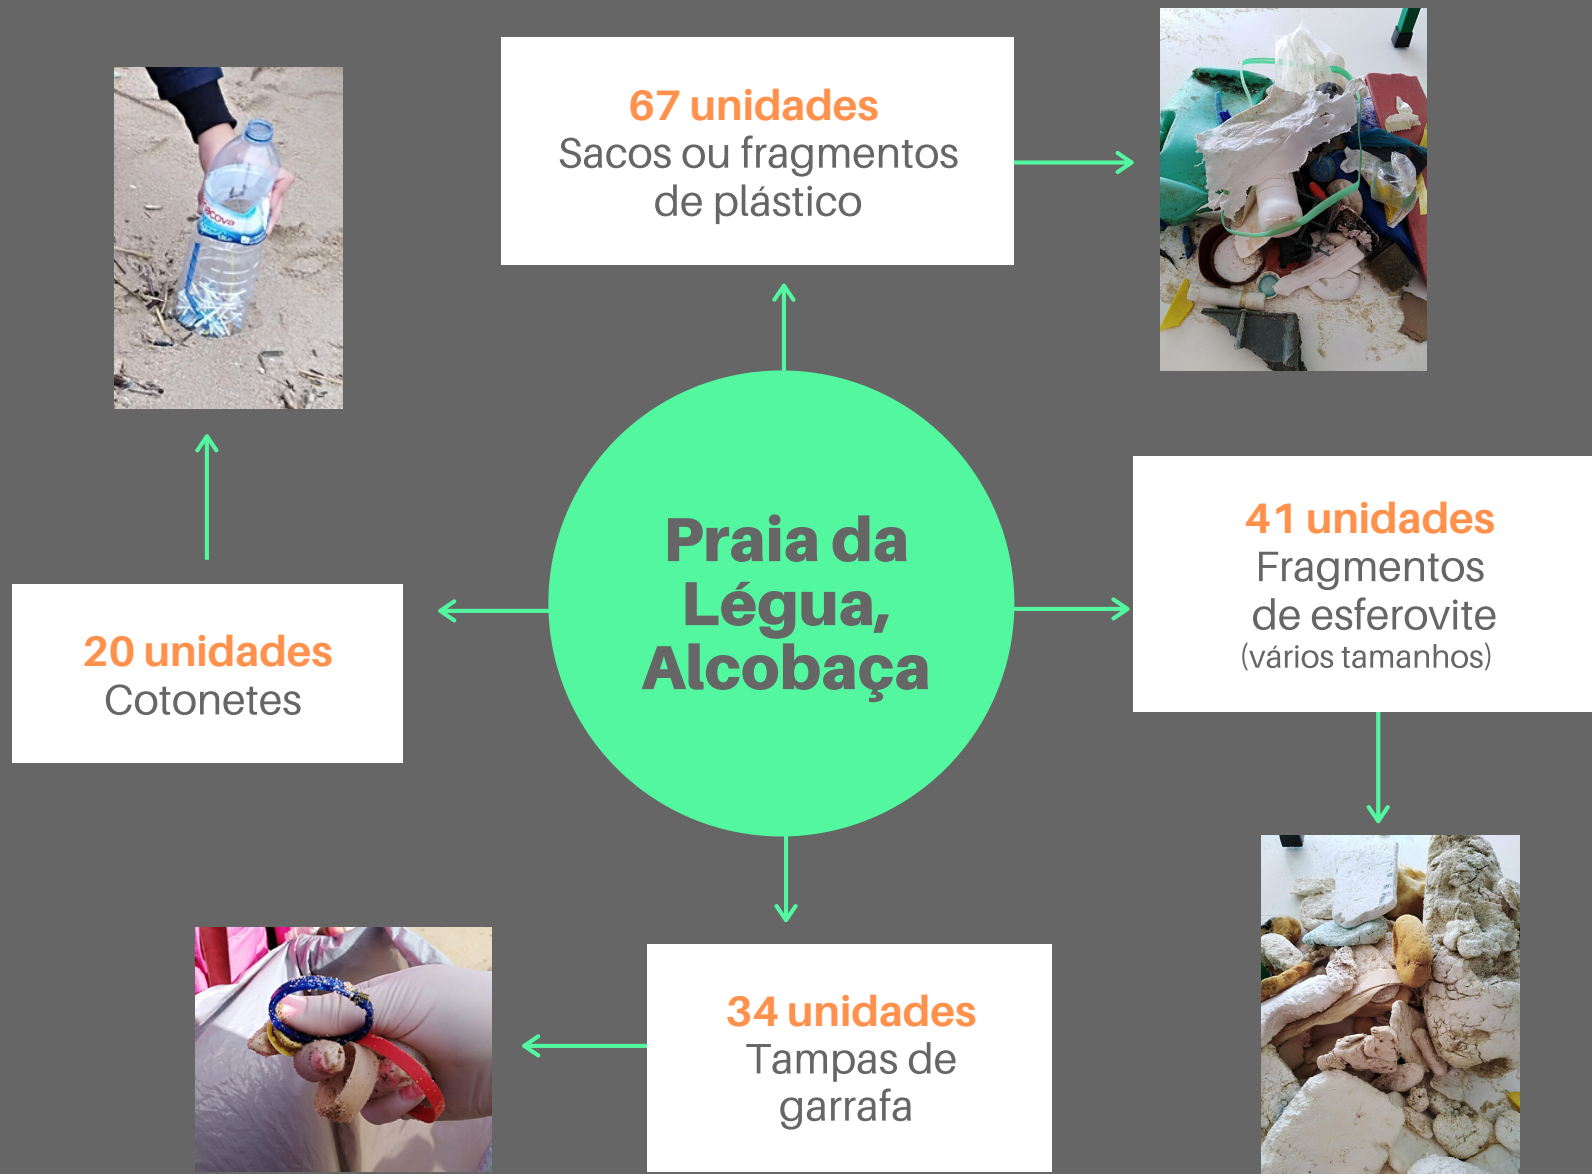 67 unidades
Sacos ou fragmentos
de plástico
Praia da
Légua,
Alcobaça
41 unidades
Fragmentos
de esferovite
(vários tamanhos)
20 unidades
Cotonetes
34 unidades
Tampas de
garrafa